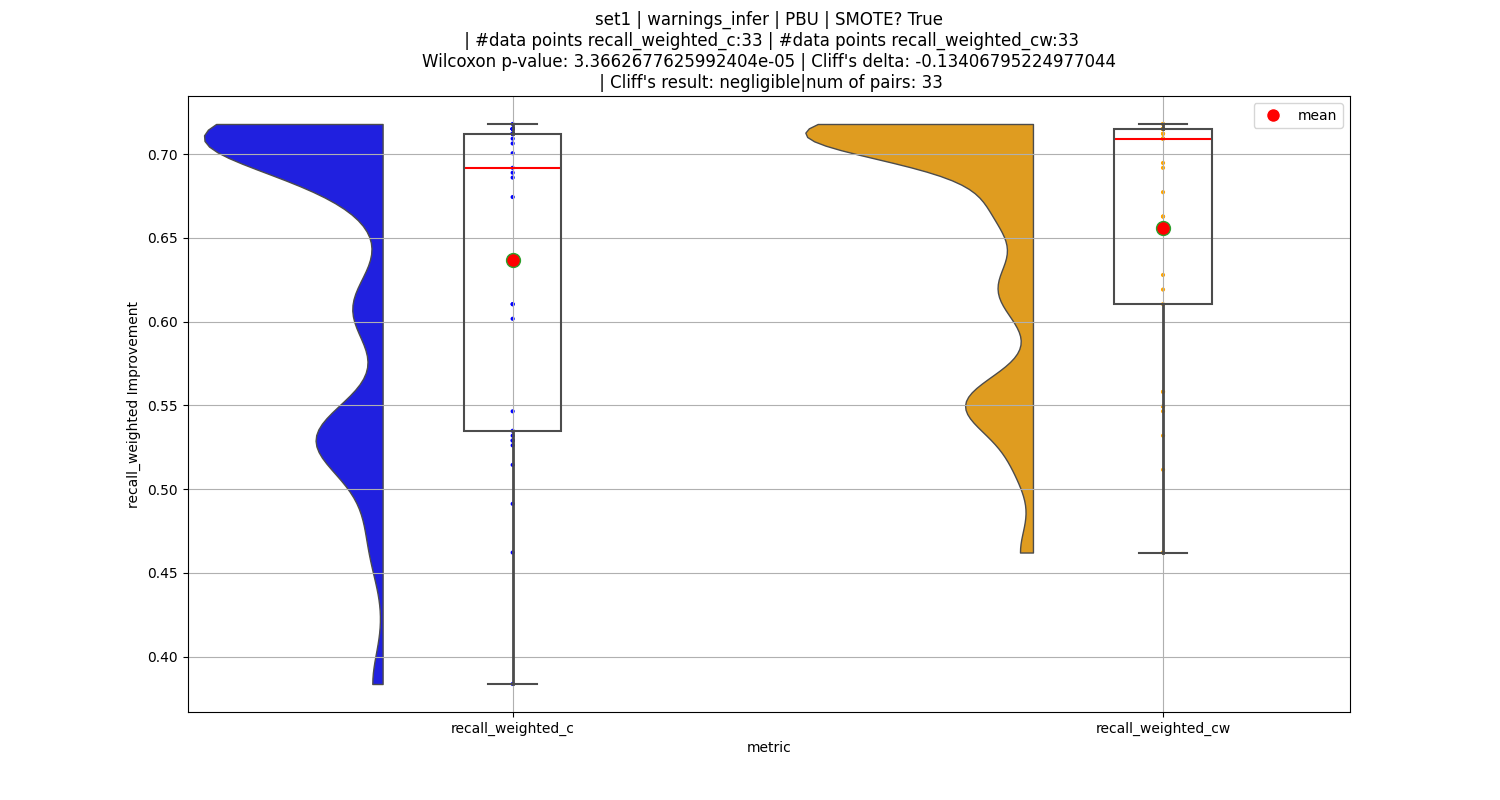 set1 | warnings_infer | PBU | SMOTE? True
| #data points recall_weighted_c:33 | #data points recall_weighted_cw:33
Wilcoxon p-value: 3.3662677625992404e-05 | Cliff's delta: -0.13406795224977044
| Cliff's result: negligible|num of pairs: 33
mean
recall_weighted Improvement
0.70
0.65
0.60
0.55
0.50
0.45
0.40
recall_weighted_c
recall_weighted_cw
metric